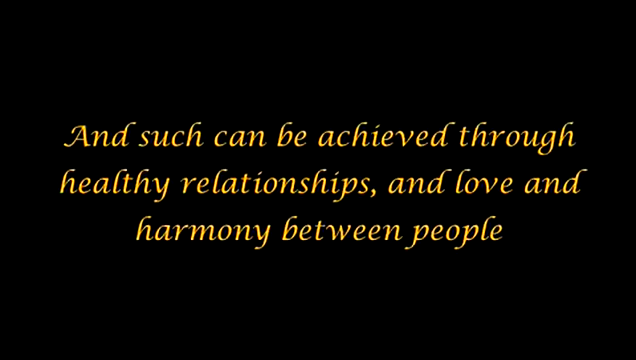 And such can be achieved through
healthy relationships, and love and
harmony between people